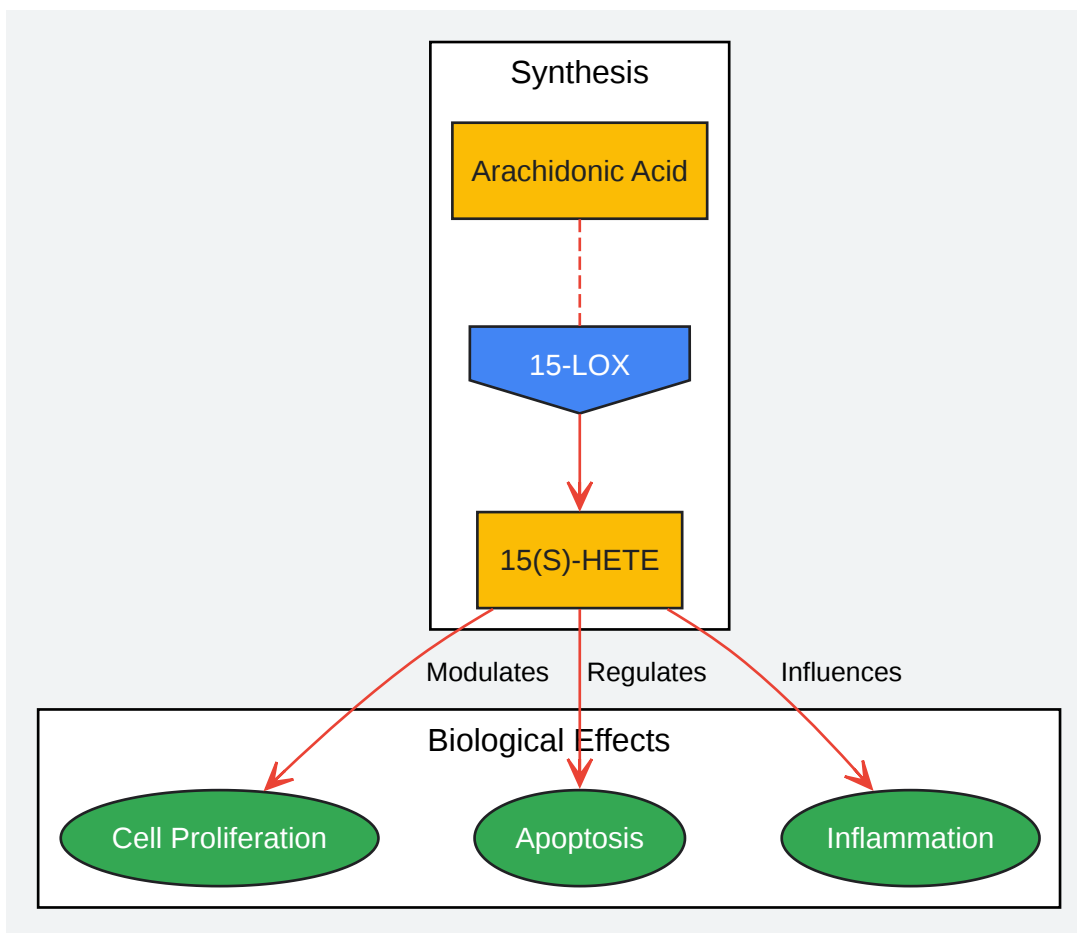 Synthesis
Arachidonic Acid
15-LOX
15(S)-HETE
Modulates
Regulates
Influences
Biological Effects
Cell Proliferation
Apoptosis
Inflammation